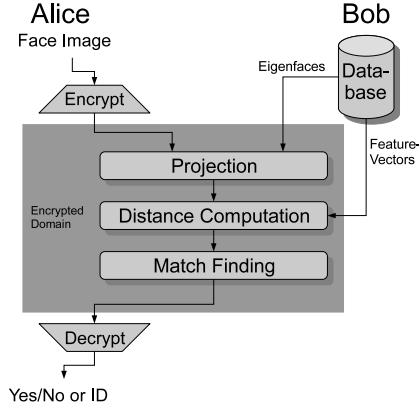 Alice
Bob
Face Image
Eigenfaces
Data-
base
Encrypt
Feature-
Vectors
Projection
Encrypted
Domain
Distance Computation
Match Finding
Decrypt
Yes/No or ID